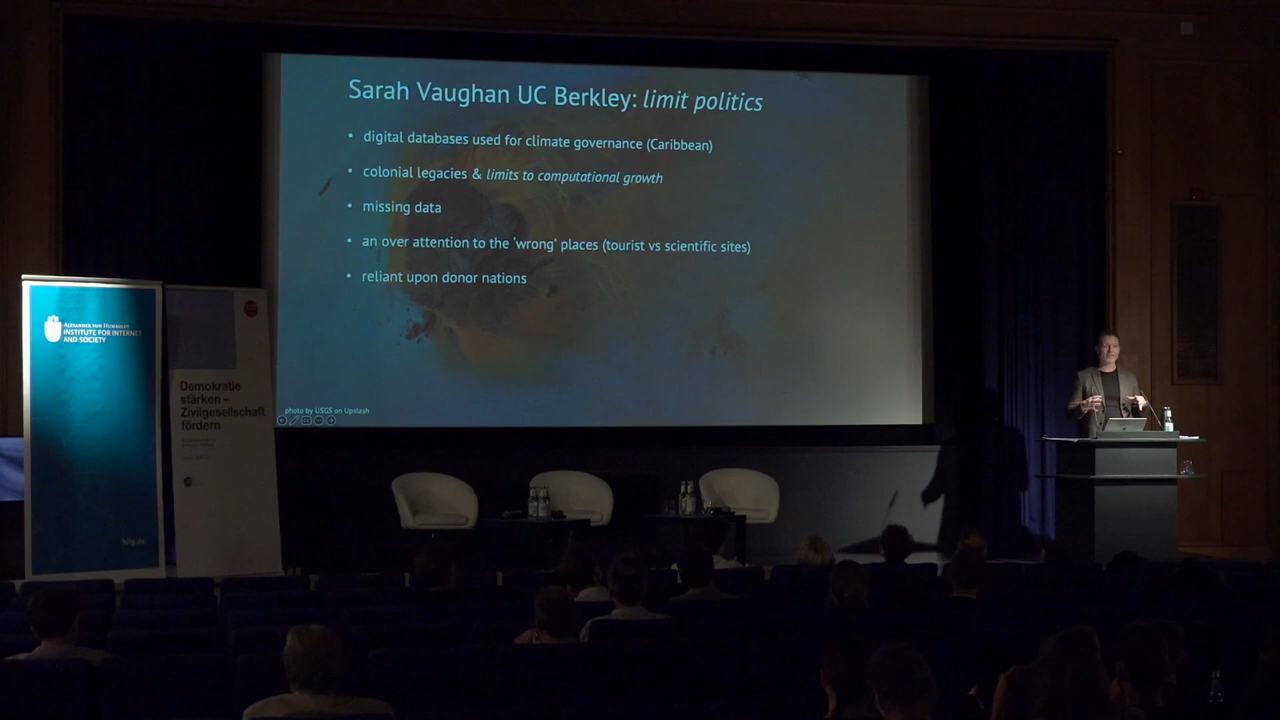 Sarah Vaughan UC Berkley: limit politics
• digital databases used for climate governance (Caribbean)
• colonial legacies & limits to computational growth
• missing data
• an over attention to the 'wrong' places (tourist vs scientific sites)
• reliant upon donor nations
photo by USGS on Upslash
ALEXANDER VON HUMBOLDT
INSTITUTE FOR INTERNET
AND SOCIETY
hiig.de
Demokratie
stärken –
Zivilgesellschaft
fördern